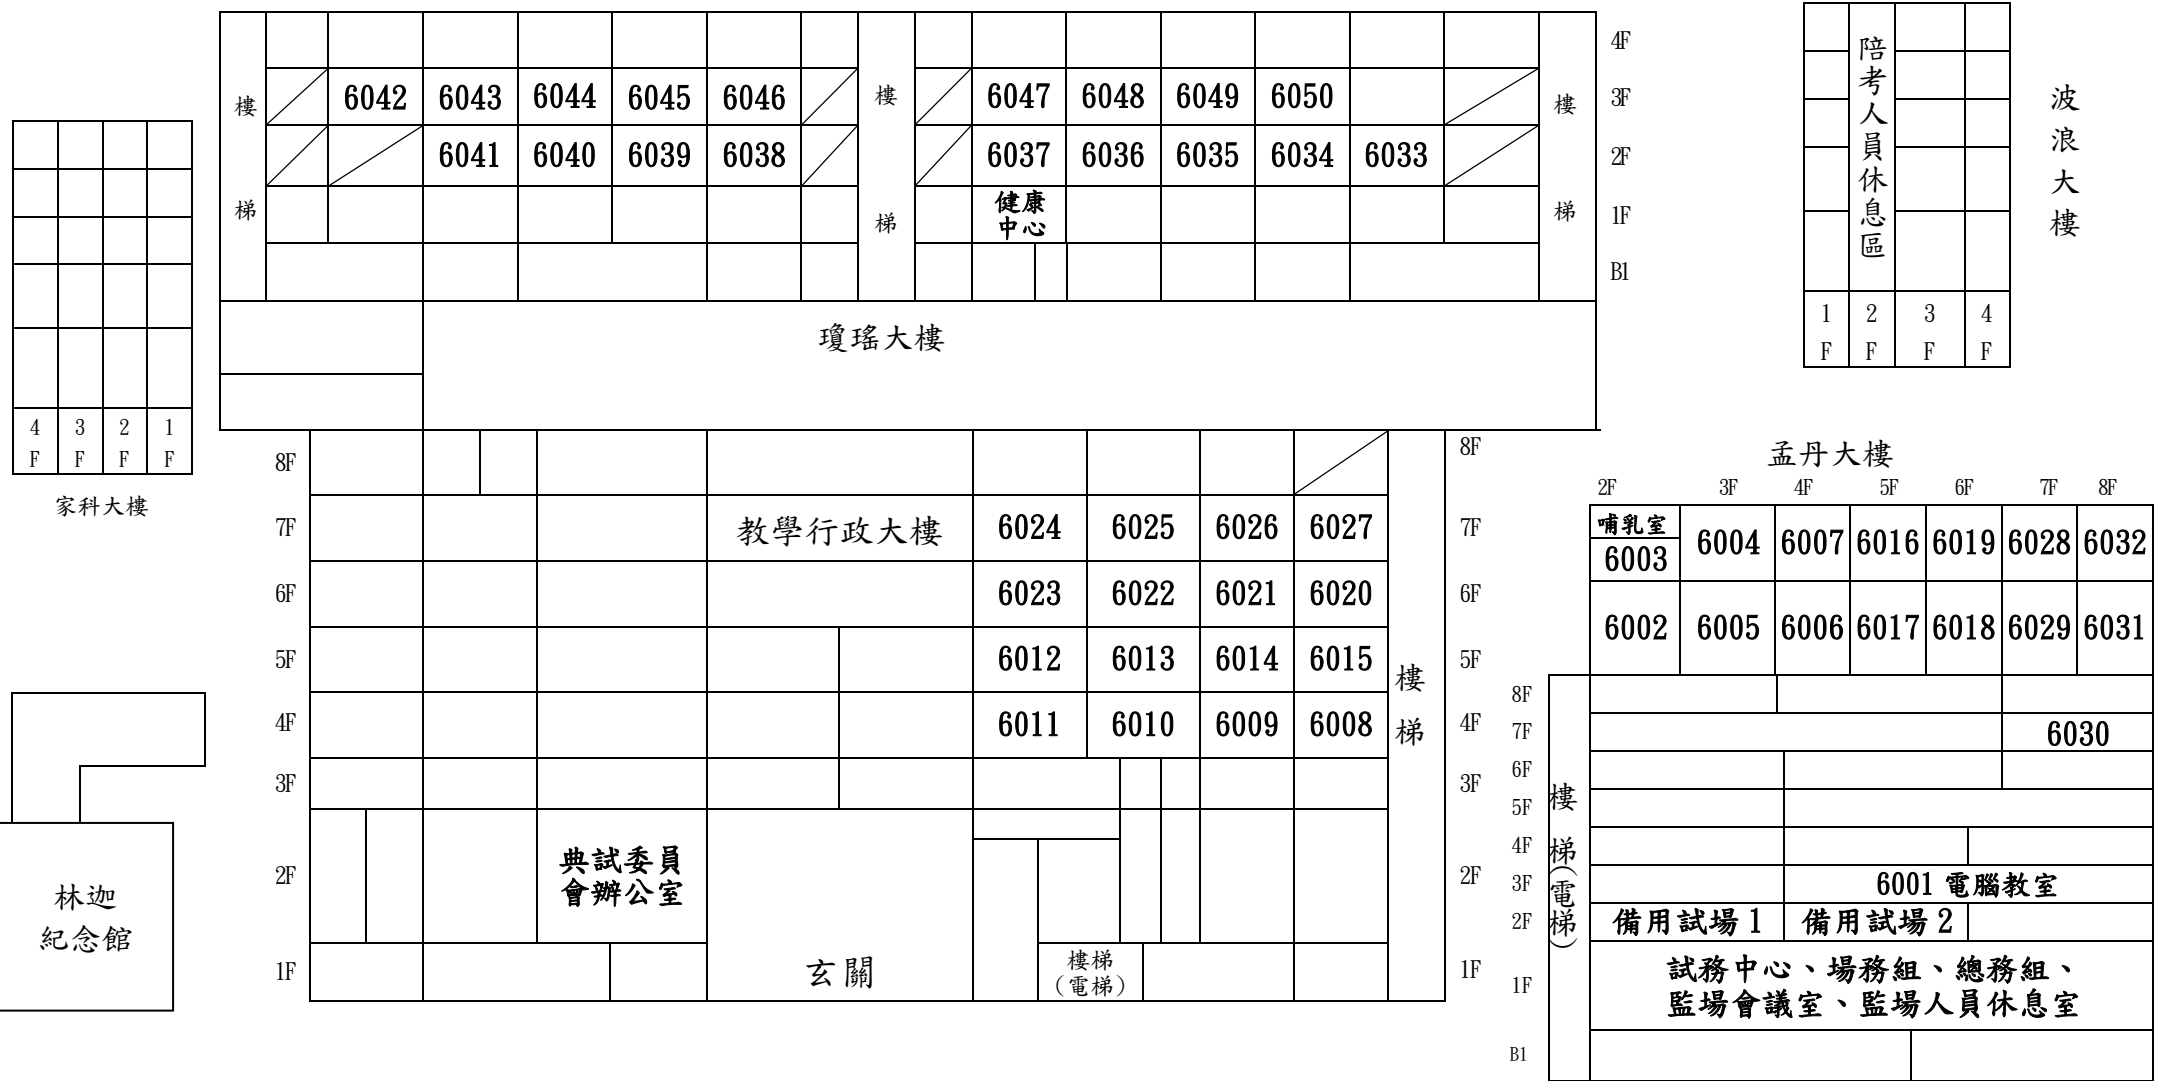 4F
樓 6042 6043 6044 6045 6046 樓 6047 6048 6049 6050 樓 3F
6041 6040 6039 6038 6037 6036 6035 6034 6033 2F
梯 梯 健康 梯 1F
中心
B1
瓊瑤大樓
陪考人員休息區
1 2 3 4
F F F F
波浪大樓
4 3 2 1
F F F F
家科大樓
8F 8F
7F 教學行政大樓 6024 6025 6026 6027 7F
6F 6023 6022 6021 6020 6F
5F 6012 6013 6014 6015 5F
4F 6011 6010 6009 6008 4F
樓梯
3F 3F
2F 典試委員 2F
會辦公室
1F 玄關 樓梯 1F
（電梯）
林迦
紀念館
孟丹大樓
2F 3F 4F 5F 6F 7F 8F
哺乳室
6003 6004 6007 6016 6019 6028 6032
6002 6005 6006 6017 6018 6029 6031
樓梯(電梯)
8F
7F 6030
6F
5F
4F
3F 6001 電腦教室
2F 備用試場 1 備用試場 2
1F 試務中心、場務組、總務組、
監場會議室、監場人員休息室
B1